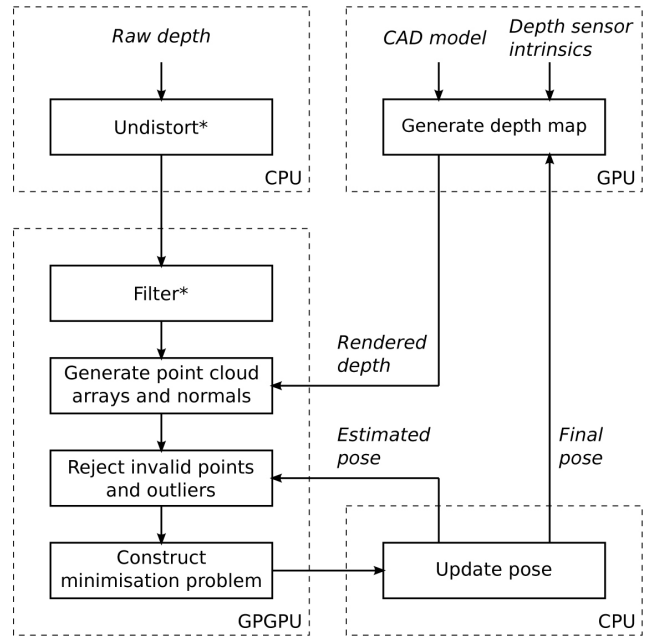 Raw depth
Undistort*
CPU
CAD model
Depth sensor
intrinsics
Generate depth map
GPU
Filter*
Generate point cloud
arrays and normals
Reject invalid points
and outliers
Construct
minimisation problem
GPGPU
Rendered
depth
Estimated
pose
Final
pose
Update pose
CPU